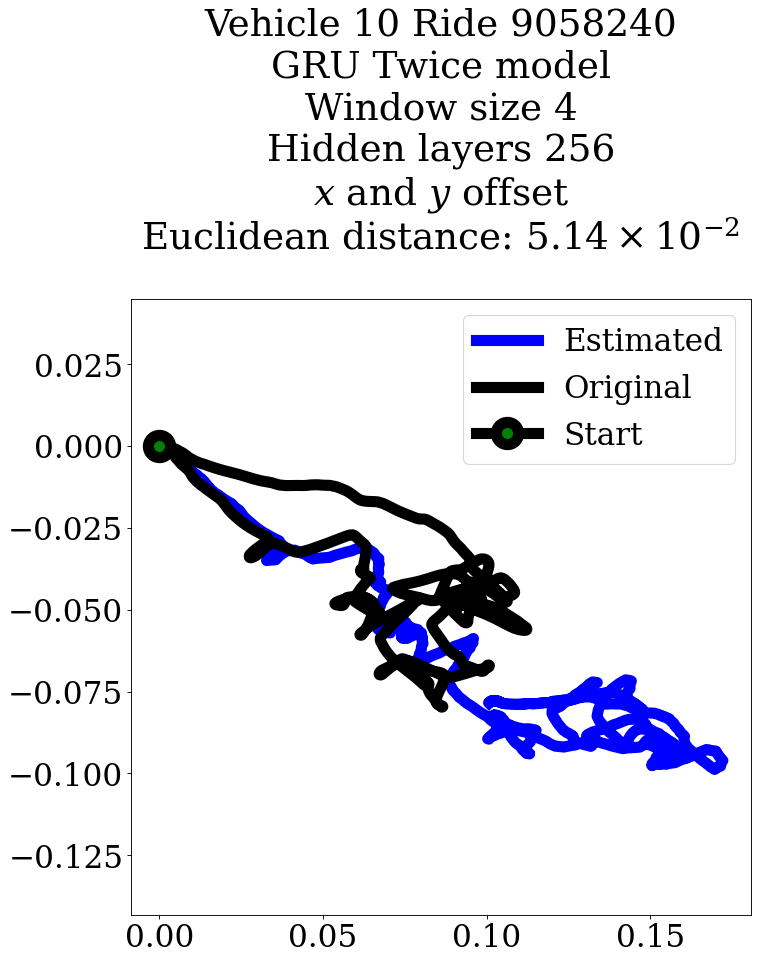 Vehicle 10 Ride 9058240
GRU Twice model
Window size 4
Hidden layers 256
x and y offset
Euclidean distance: 5.14 × 10⁻²
Estimated
Original
Start
0.025
0.000
−0.025
−0.050
−0.075
−0.100
−0.125
0.00 0.05 0.10 0.15